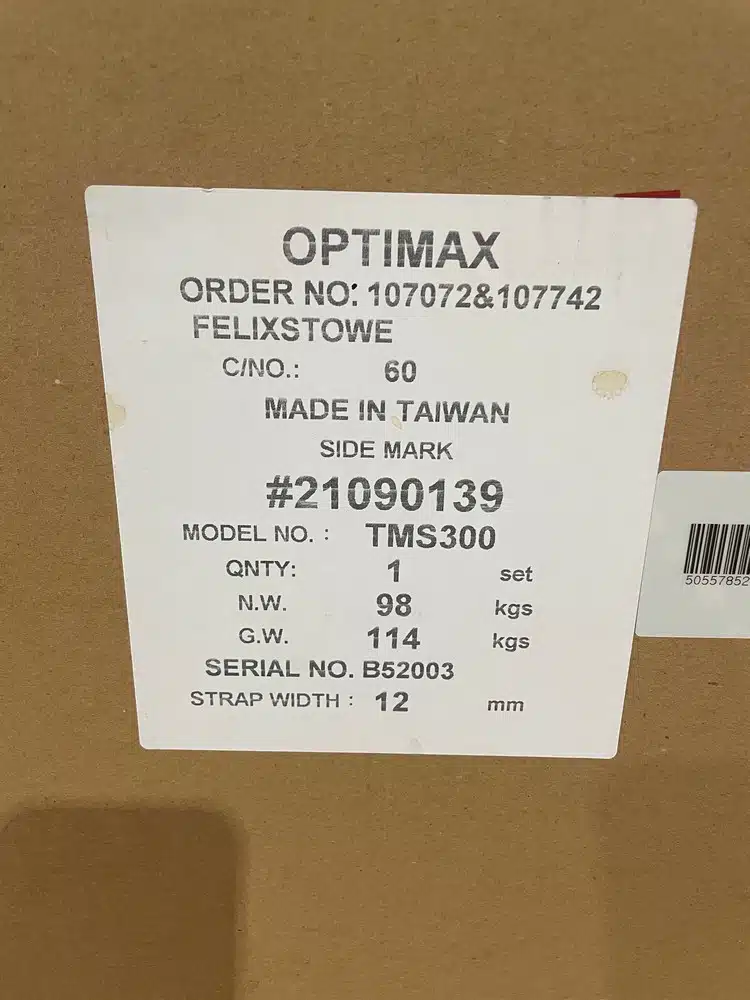 OPTIMAX
ORDER NO: 107072&107742
FELIXSTOWE
C/NO.: 60
MADE IN TAIWAN
SIDE MARK
#21090139
MODEL NO. : TMS300
QNTY: 1 set
N.W. 98 kgs
G.W. 114 kgs
SERIAL NO. B52003
STRAP WIDTH : 12 mm
50557852